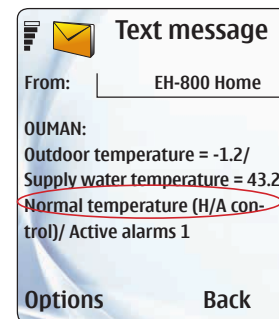 Text message
From: EH-800 Home
OUMAN:
Outdoor temperature = -1.2/
Supply water temperature = 43.2
Normal temperature (H/A con-
trol)/ Active alarms 1
Options Back